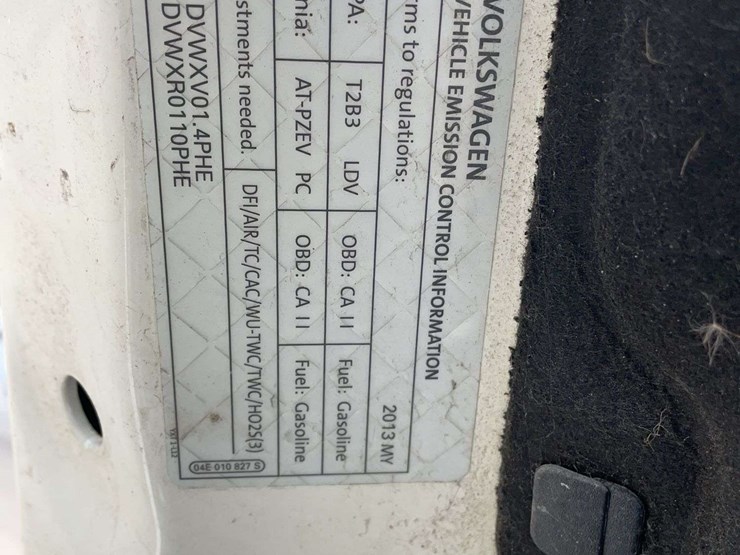 VOLKSWAGEN
VEHICLE EMISSION CONTROL INFORMATION
rms to regulations: 2013 MY
PA: T2B3 LDV OBD: CA II Fuel: Gasoline
nia: AT-PZEV PC OBD: CA II Fuel: Gasoline
stments needed. DFI/AIR/TC/CAC/WU-TWC/TWC/HO2S(3)
DVWXV01.4PHE 04E 010 827 S
DVWXR0110PHE